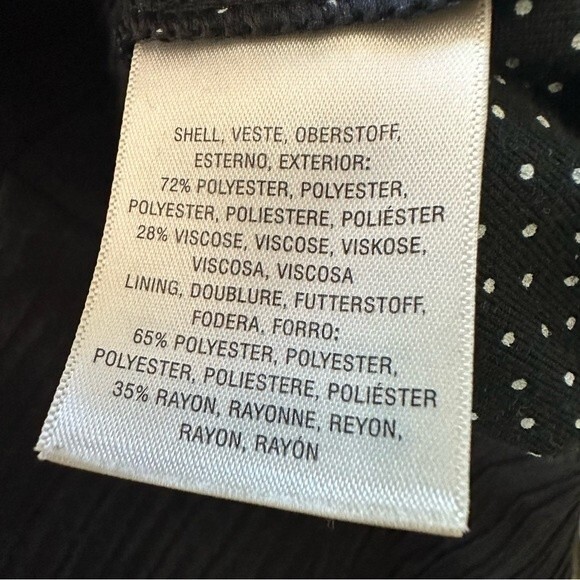 SHELL, VESTE, OBERSTOFF,
ESTERNO, EXTERIOR:
72% POLYESTER, POLYESTER,
POLYESTER, POLIESTERE, POLIÉSTER
28% VISCOSE, VISCOSE, VISKOSE,
VISCOSA, VISCOSA
LINING, DOUBLURE, FUTTERSTOFF,
FODERA. FORRO:
65% POLYESTER, POLYESTER,
POLYESTER, POLIESTERE, POLIÉSTER
35% RAYON, RAYONNE, REYON,
RAYON, RAYÓN